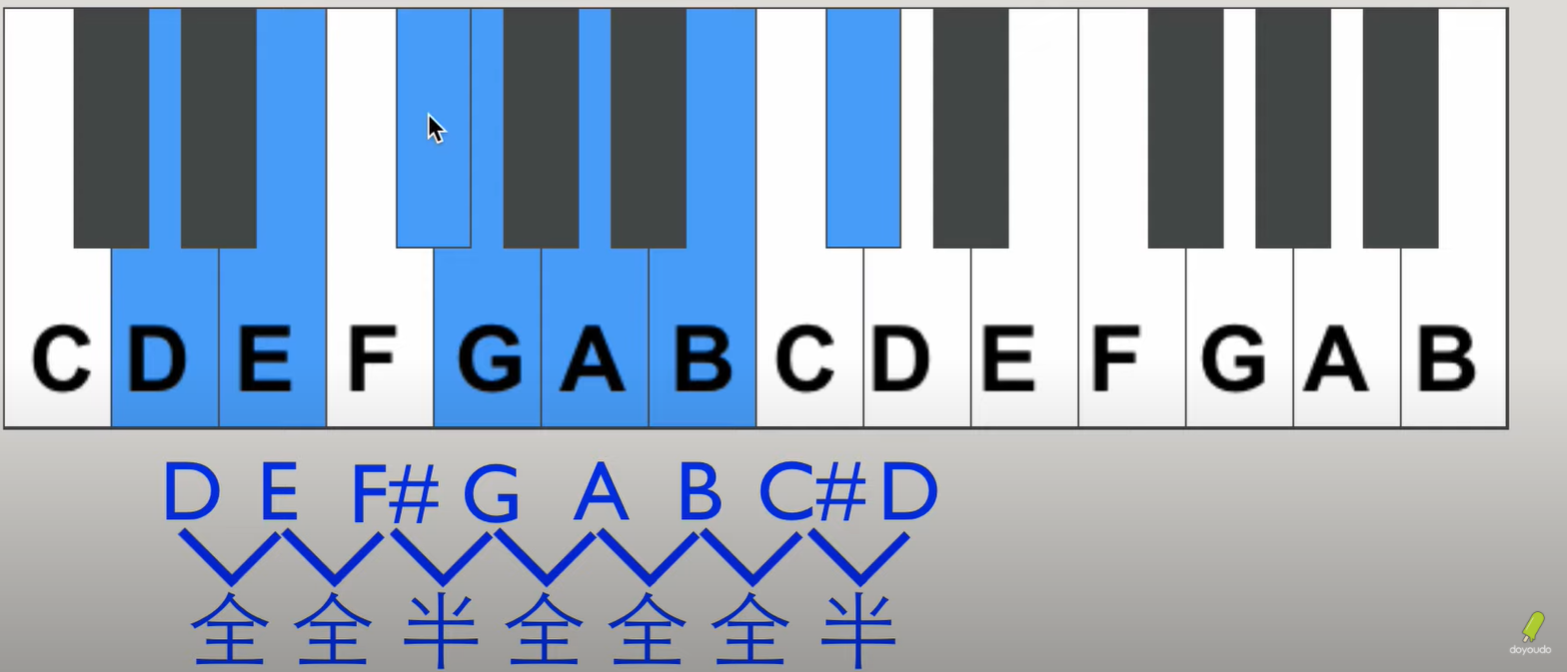 C D E F G A B C D E F G A B
D E F# G A B C# D
全 全 半 全 全 全 半
doyoudo